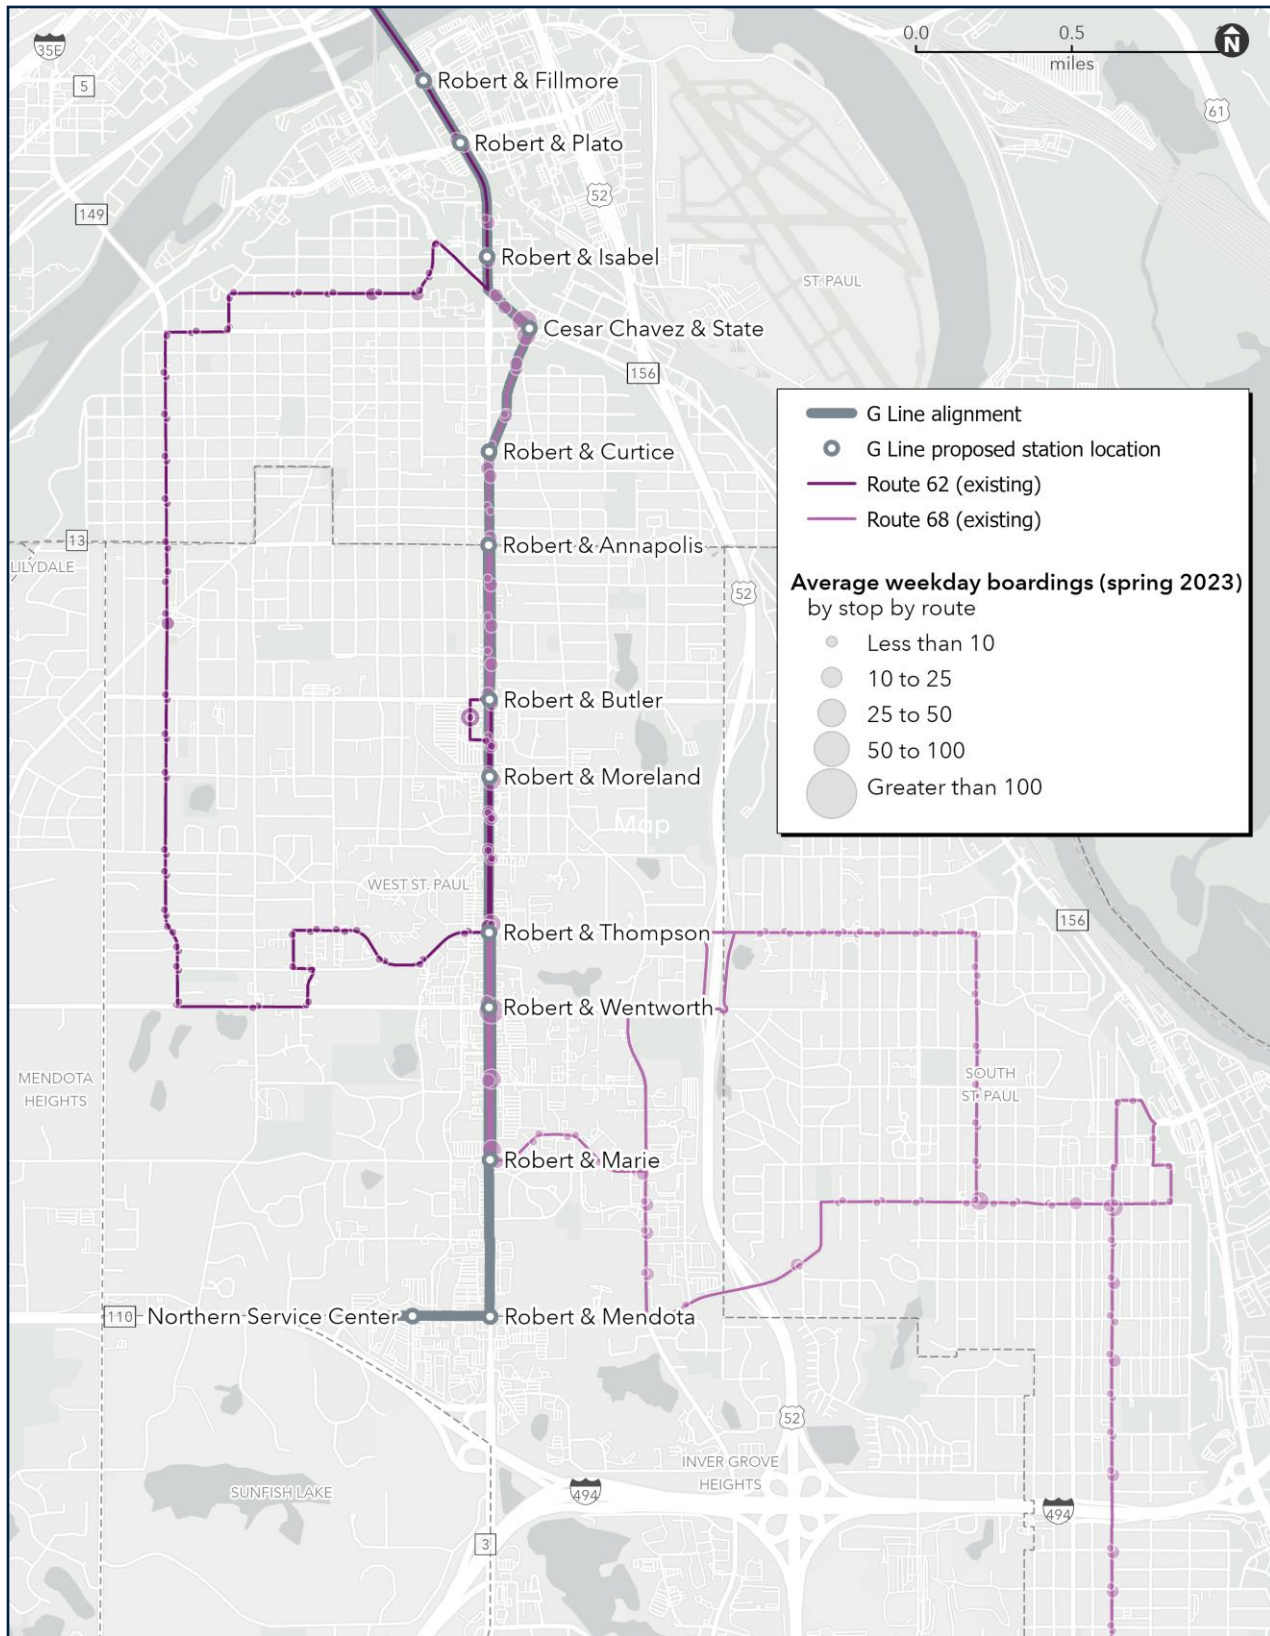 35E
0.0
0.5
N
miles
5
Robert & Fillmore
61
Robert & Plato
52
149
Robert & Isabel
ST. PAUL
Cesar Chavez & State
156
G Line alignment
Robert & Curtice
G Line proposed station location
Route 62 (existing)
Route 68 (existing)
13
Robert & Annapolis
LILYDALE
Average weekday boardings (spring 2023)
52
by stop by route
Less than 10
10 to 25
Robert & Butler
25 to 50
50 to 100
Robert & Moreland
Greater than 100
Map
WEST ST. PAUL
156
Robert & Thompson
Robert & Wentworth
MENDOTA
HEIGHTS
SOUTH
ST. PAUL
Robert & Marie
110
Northern Service Center
Robert & Mendota
52
INVER GROVE
HEIGHTS
SUNFISH LAKE
494
494
3